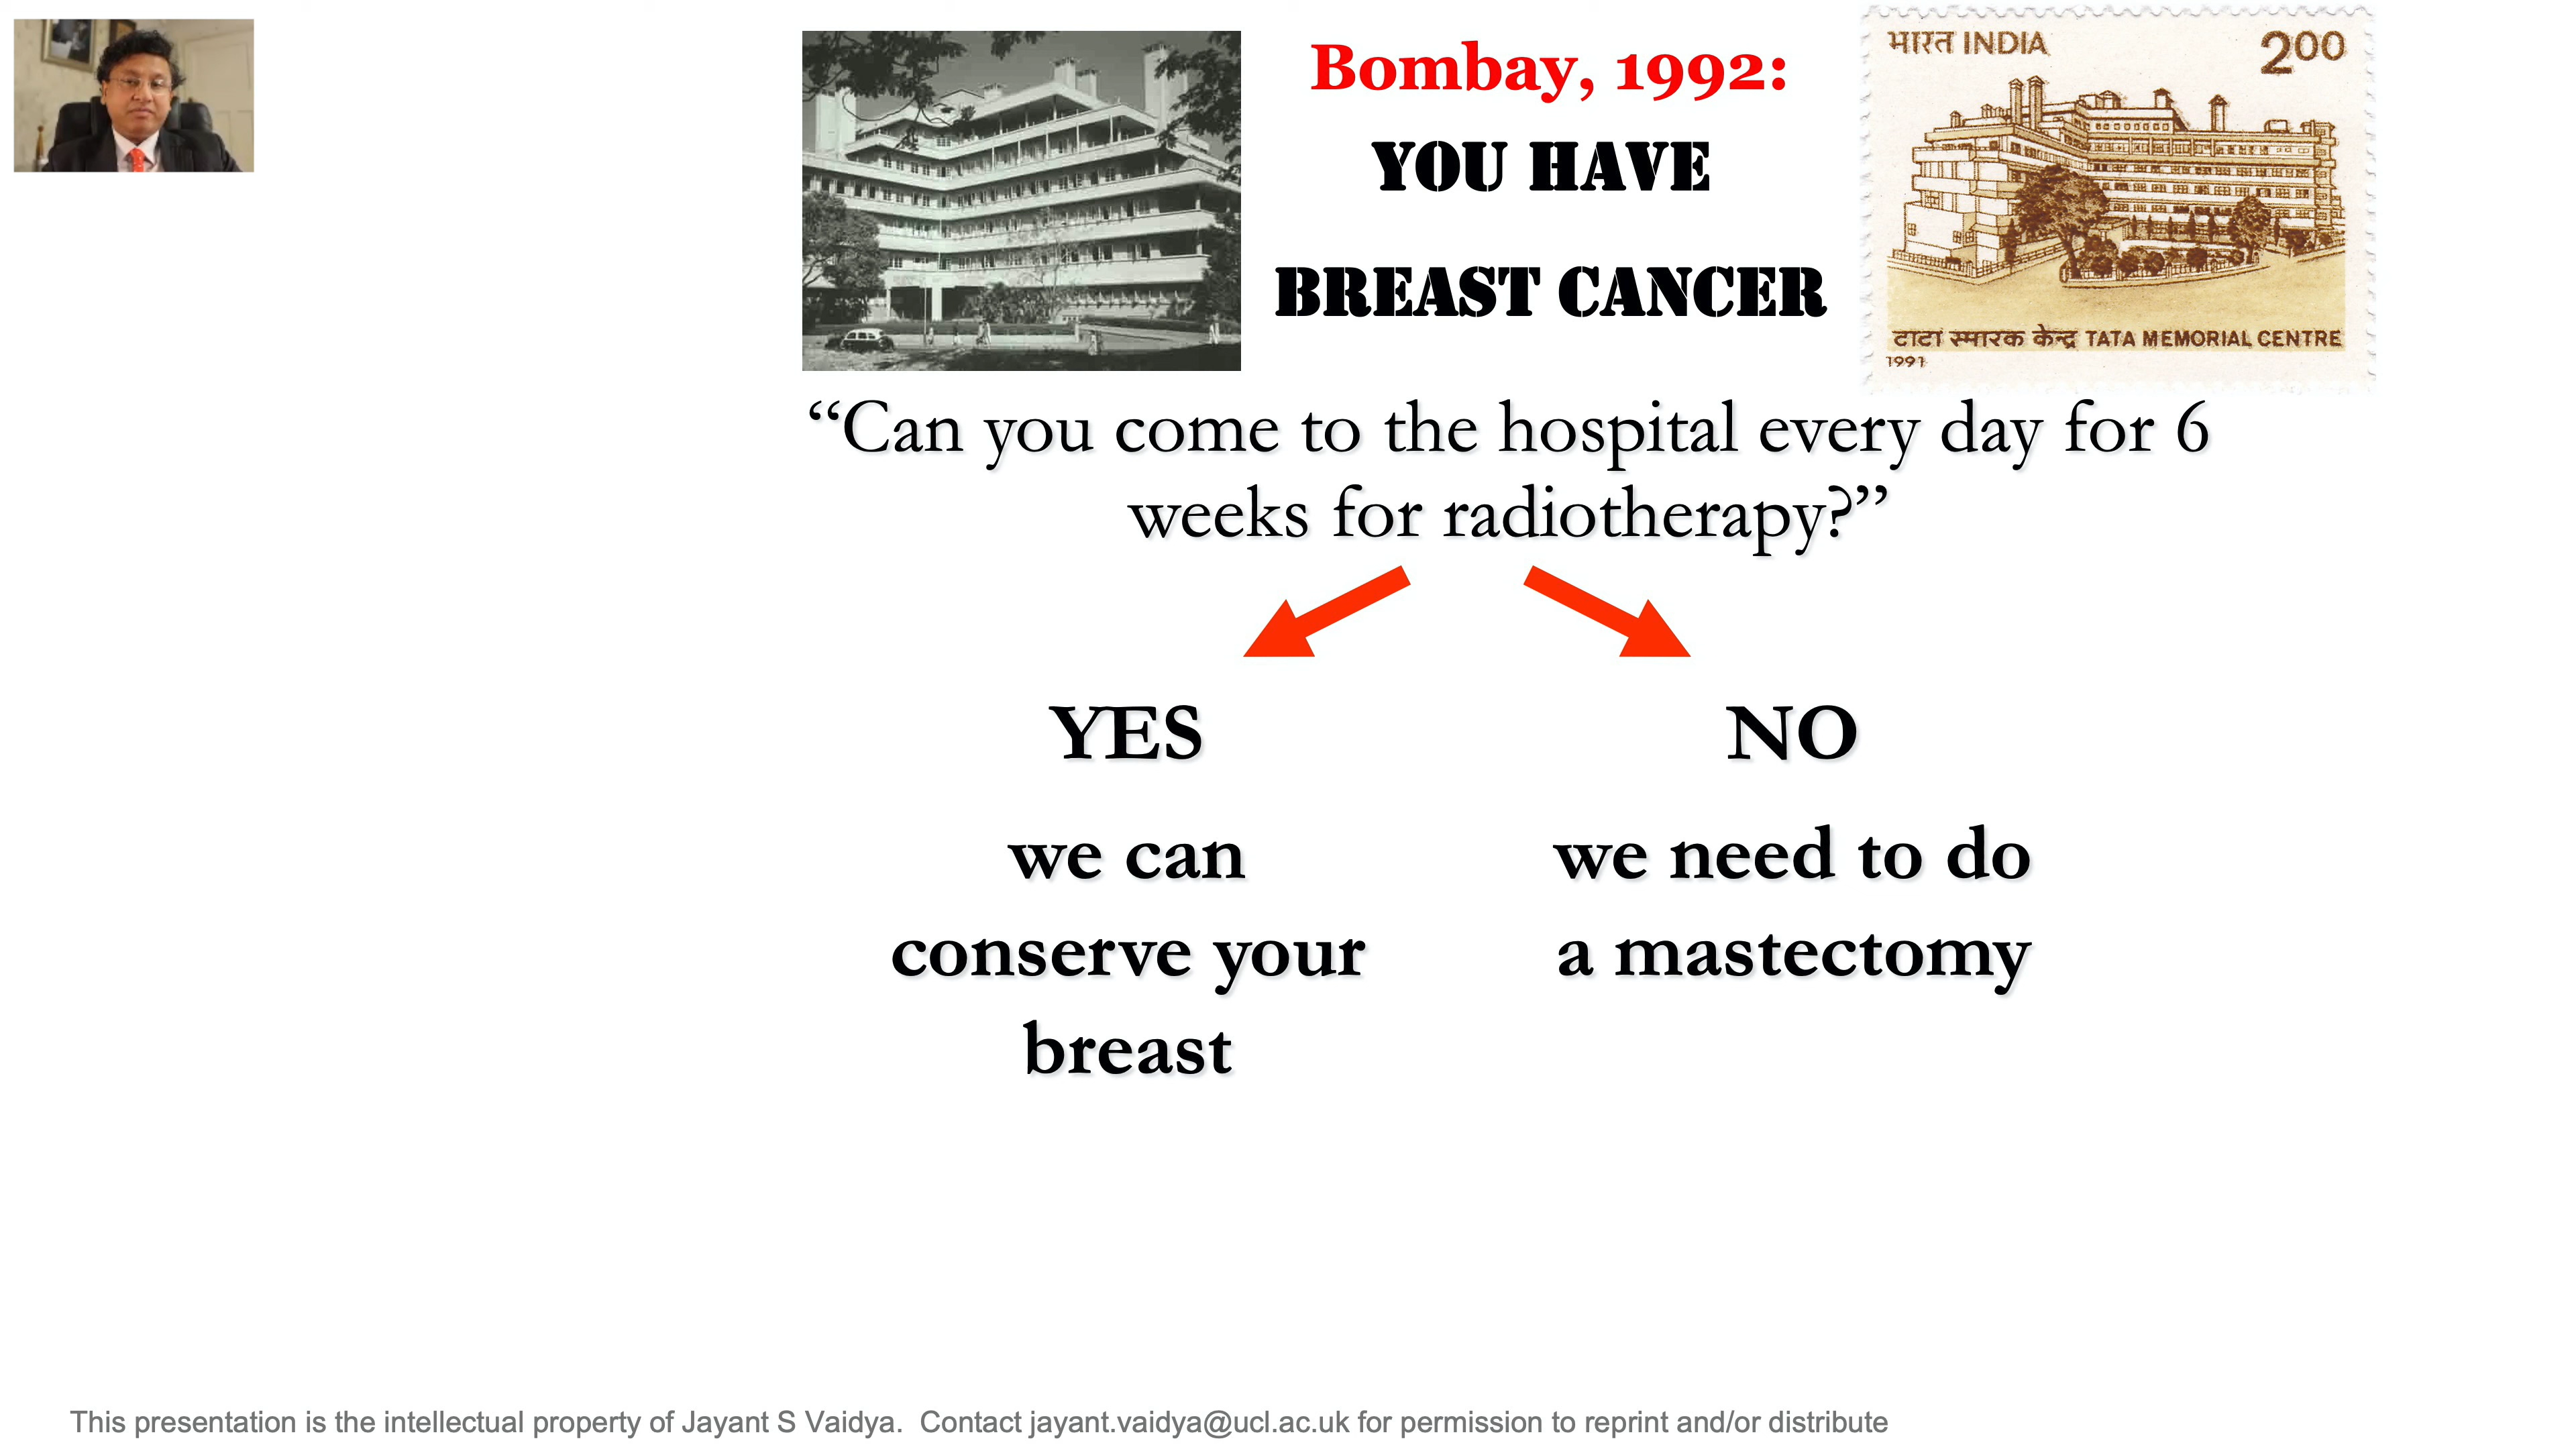 Bombay, 1992:
YOU HAVE
BREAST CANCER
भारत INDIA
200
टाटा स्मारक केन्द्र TATA MEMORIAL CENTRE
1991
“Can you come to the hospital every day for 6
weeks for radiotherapy?”
YES
we can
conserve your
breast
NO
we need to do
a mastectomy
This presentation is the intellectual property of Jayant S Vaidya.  Contact jayant.vaidya@ucl.ac.uk for permission to reprint and/or distribute